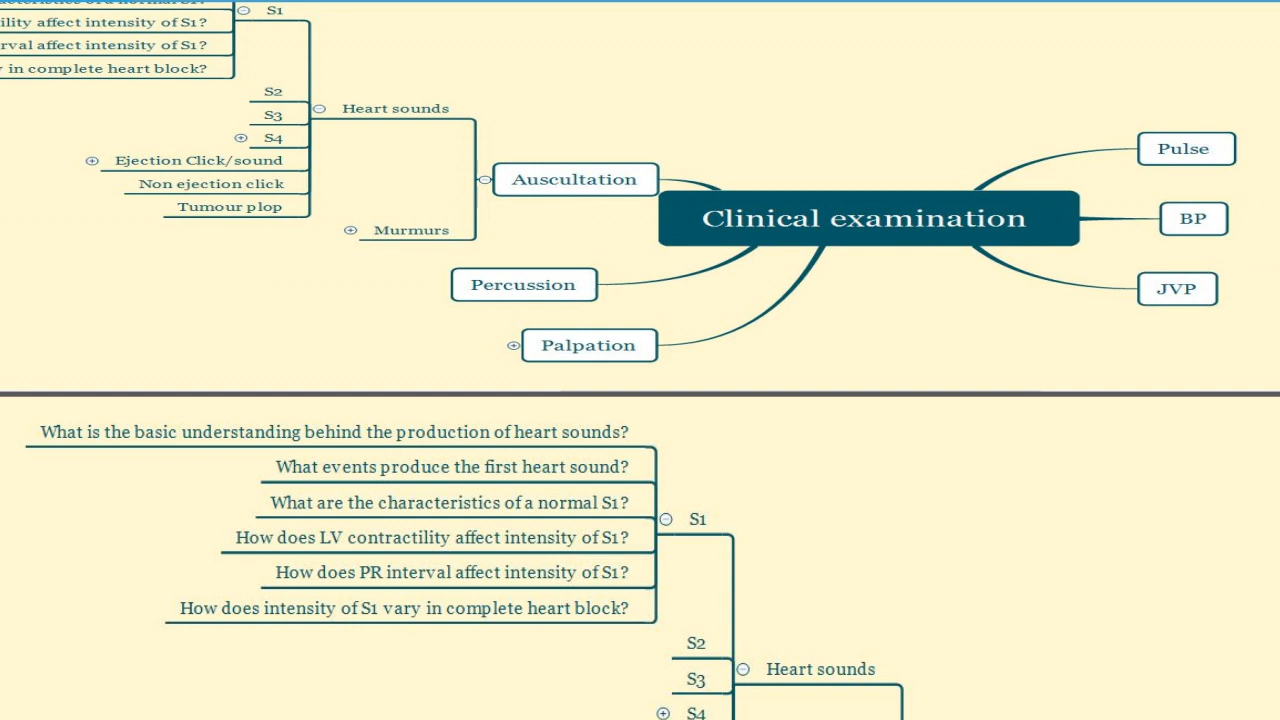 S1
ility affect intensity of S1?
rval affect intensity of S1?
in complete heart block?
S2
Heart sounds
S3
S4
Pulse
Ejection Click/sound
Non ejection click
Auscultation
Tumour plop
Clinical examination
BP
Murmurs
Percussion
JVP
Palpation
What is the basic understanding behind the production of heart sounds?
What events produce the first heart sound?
What are the characteristics of a normal S1?
S1
How does LV contractility affect intensity of S1?
How does PR interval affect intensity of S1?
How does intensity of S1 vary in complete heart block?
S2
Heart sounds
S3
S4